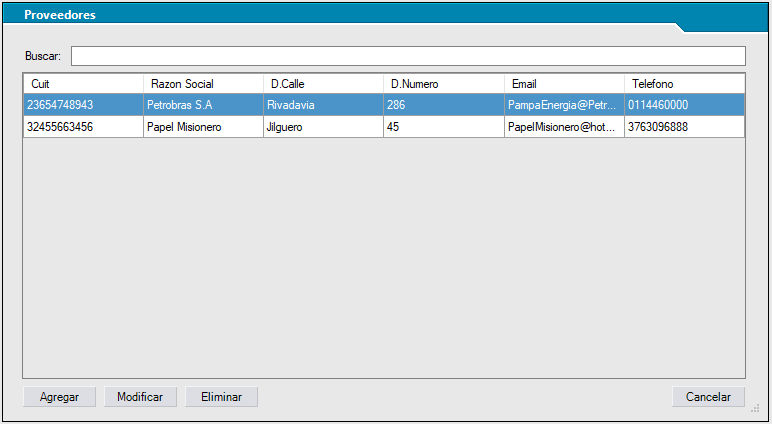 Proveedores
Buscar:
Cuit Razon Social D.Calle D.Numero Email Telefono
23654748943 Petrobras S.A Rivadavia 286 PampaEnergia@Petr... 0114460000
32455663456 Papel Misionero Jilguero 45 PapelMisionero@hot... 3763096888
Agregar Modificar Eliminar Cancelar